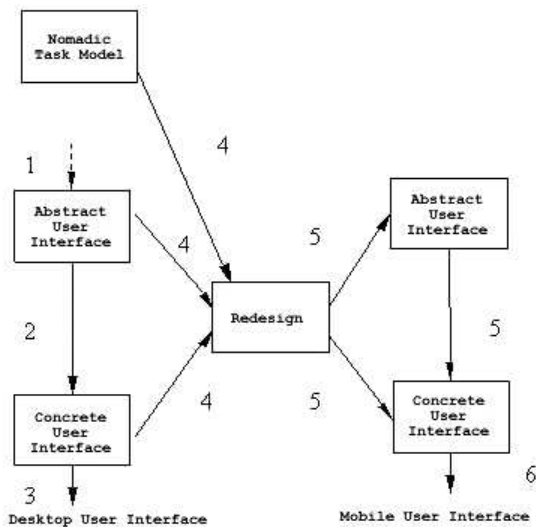 Nomadic
Task Model
4
1
Abstract
User
Interface
4
5
Abstract
User
Interface
Redesign
2
5
4
5
Concrete
User
Interface
Concrete
User
Interface
3
6
Desktop User Interface
Mobile User Interface